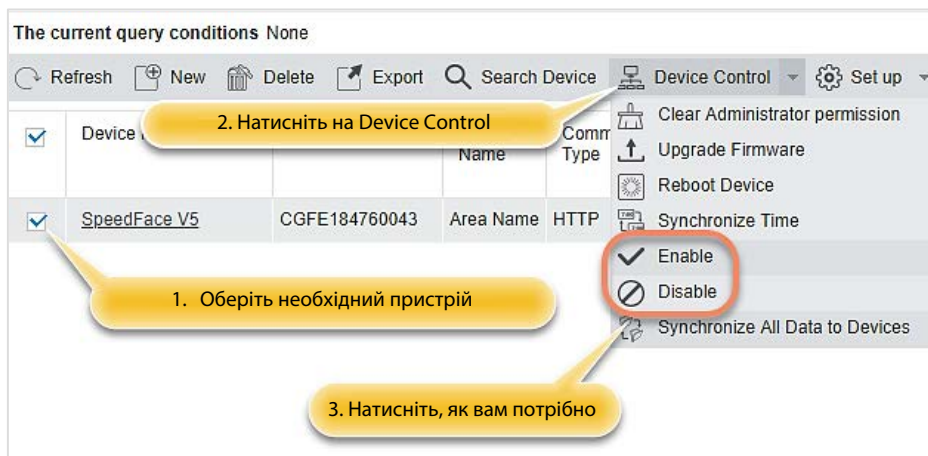 The current query conditions None
Refresh New Delete Export Search Device Device Control Set up
2. Натисніть на Device Control
Clear Administrator permission
Device
Name
Type
Upgrade Firmware
Reboot Device
SpeedFace V5 CGFE184760043 Area Name HTTP
Synchronize Time
Enable
1. Оберіть необхідний пристрій
Disable
Synchronize All Data to Devices
3. Натисніть, як вам потрібно